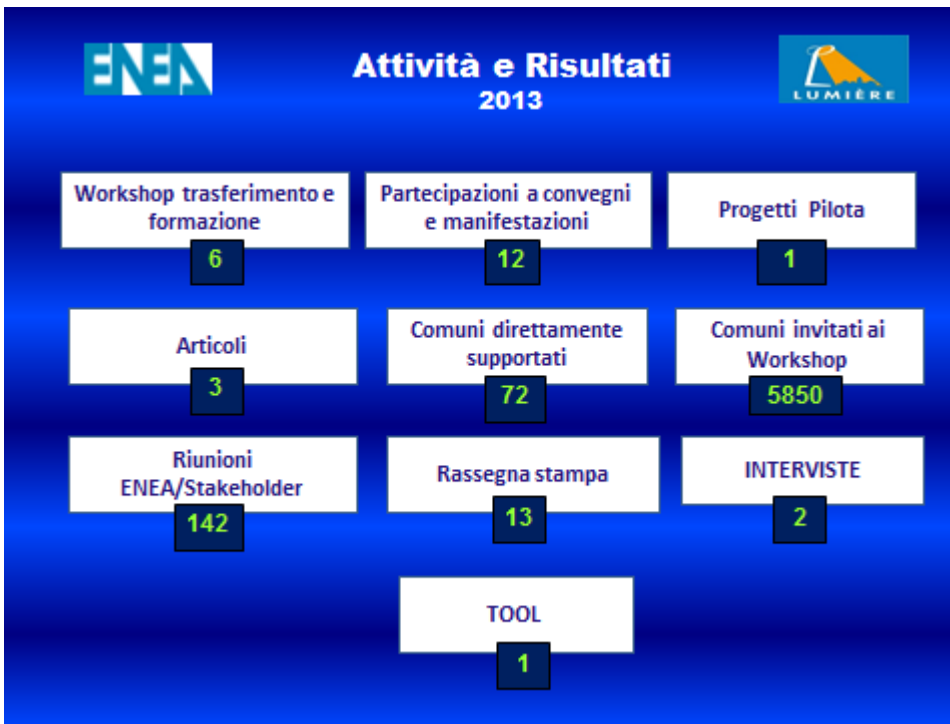 ENEA
Attività e Risultati
2013
LUMIÈRE
Workshop trasferimento e
formazione
6
Partecipazioni a convegni
e manifestazioni
12
Progetti Pilota
1
Articoli
3
Comuni direttamente
supportati
72
Comuni invitati ai
Workshop
5850
Riunioni
ENEA/Stakeholder
142
Rassegna stampa
13
INTERVISTE
2
TOOL
1